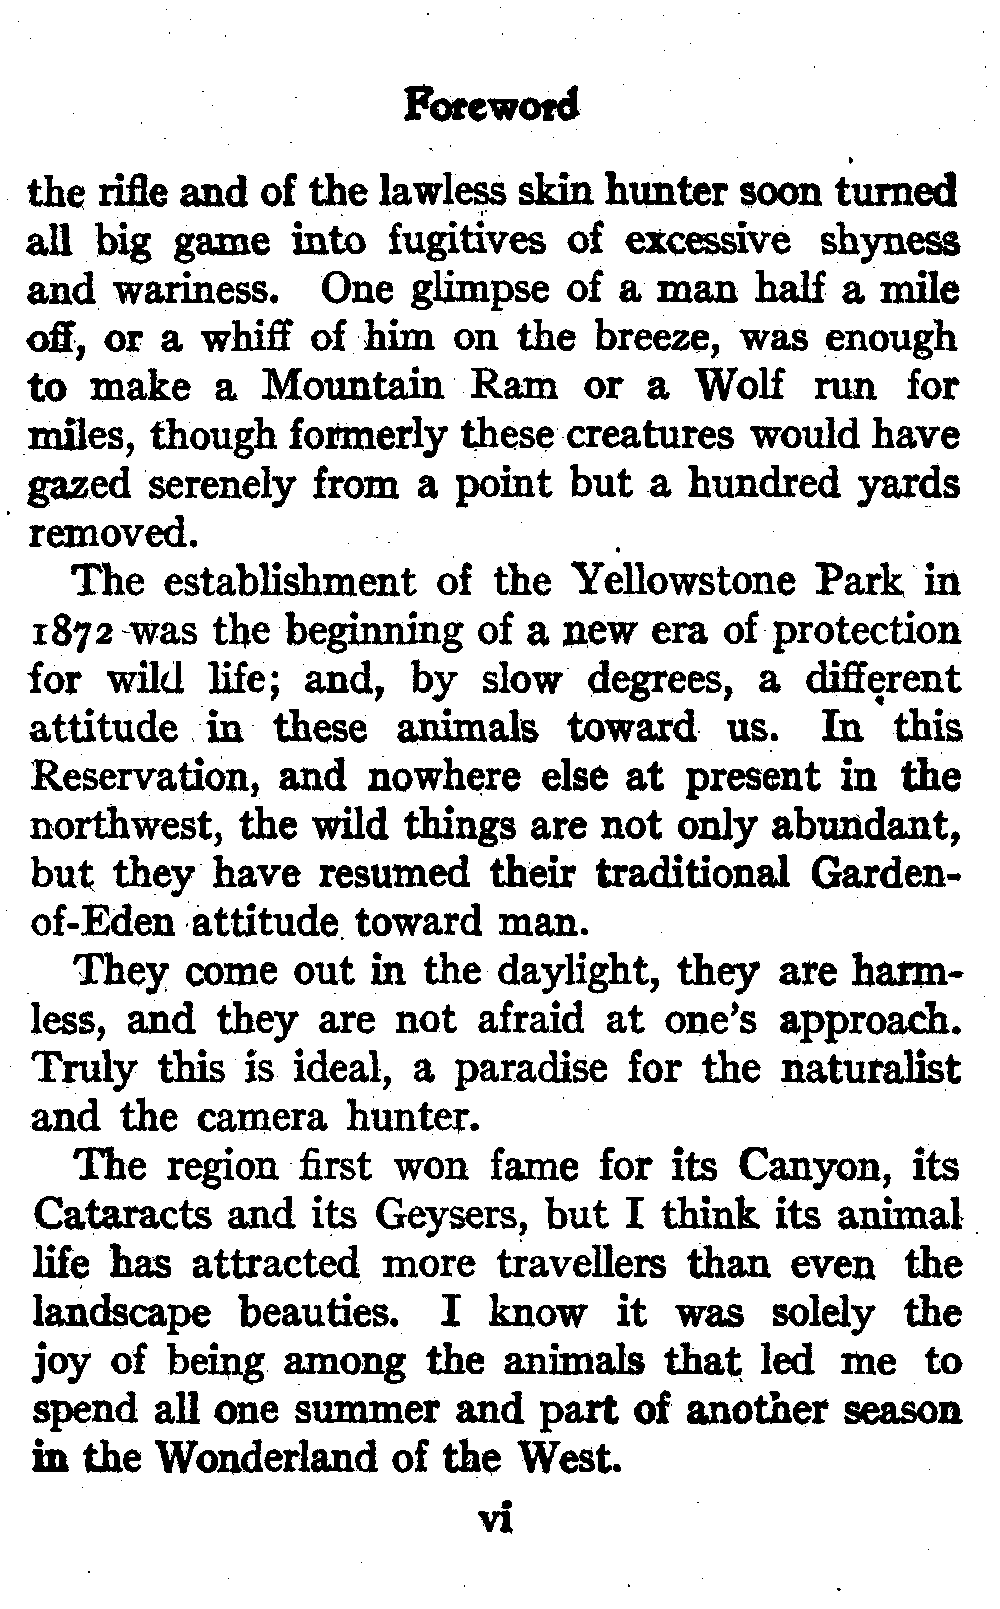 Foreword
the rifle and of the lawless skin hunter soon turned
all big game into fugitives of excessive shyness
and wariness. One glimpse of a man half a mile
off, or a whiff of him on the breeze, was enough
to make a Mountain Ram or a Wolf run for
miles, though formerly these creatures would have
gazed serenely from a point but a hundred yards
removed.
The establishment of the Yellowstone Park in
1872 was the beginning of a new era of protection
for wild life; and, by slow degrees, a different
attitude in these animals toward us. In this
Reservation, and nowhere else at present in the
northwest, the wild things are not only abundant,
but they have resumed their traditional Garden-
of-Eden attitude toward man.
They come out in the daylight, they are harm-
less, and they are not afraid at one's approach.
Truly this is ideal, a paradise for the naturalist
and the camera hunter.
The region first won fame for its Canyon, its
Cataracts and its Geysers, but I think its animal
life has attracted more travellers than even the
landscape beauties. I know it was solely the
joy of being among the animals that led me to
spend all one summer and part of another season
in the Wonderland of the West.
vi